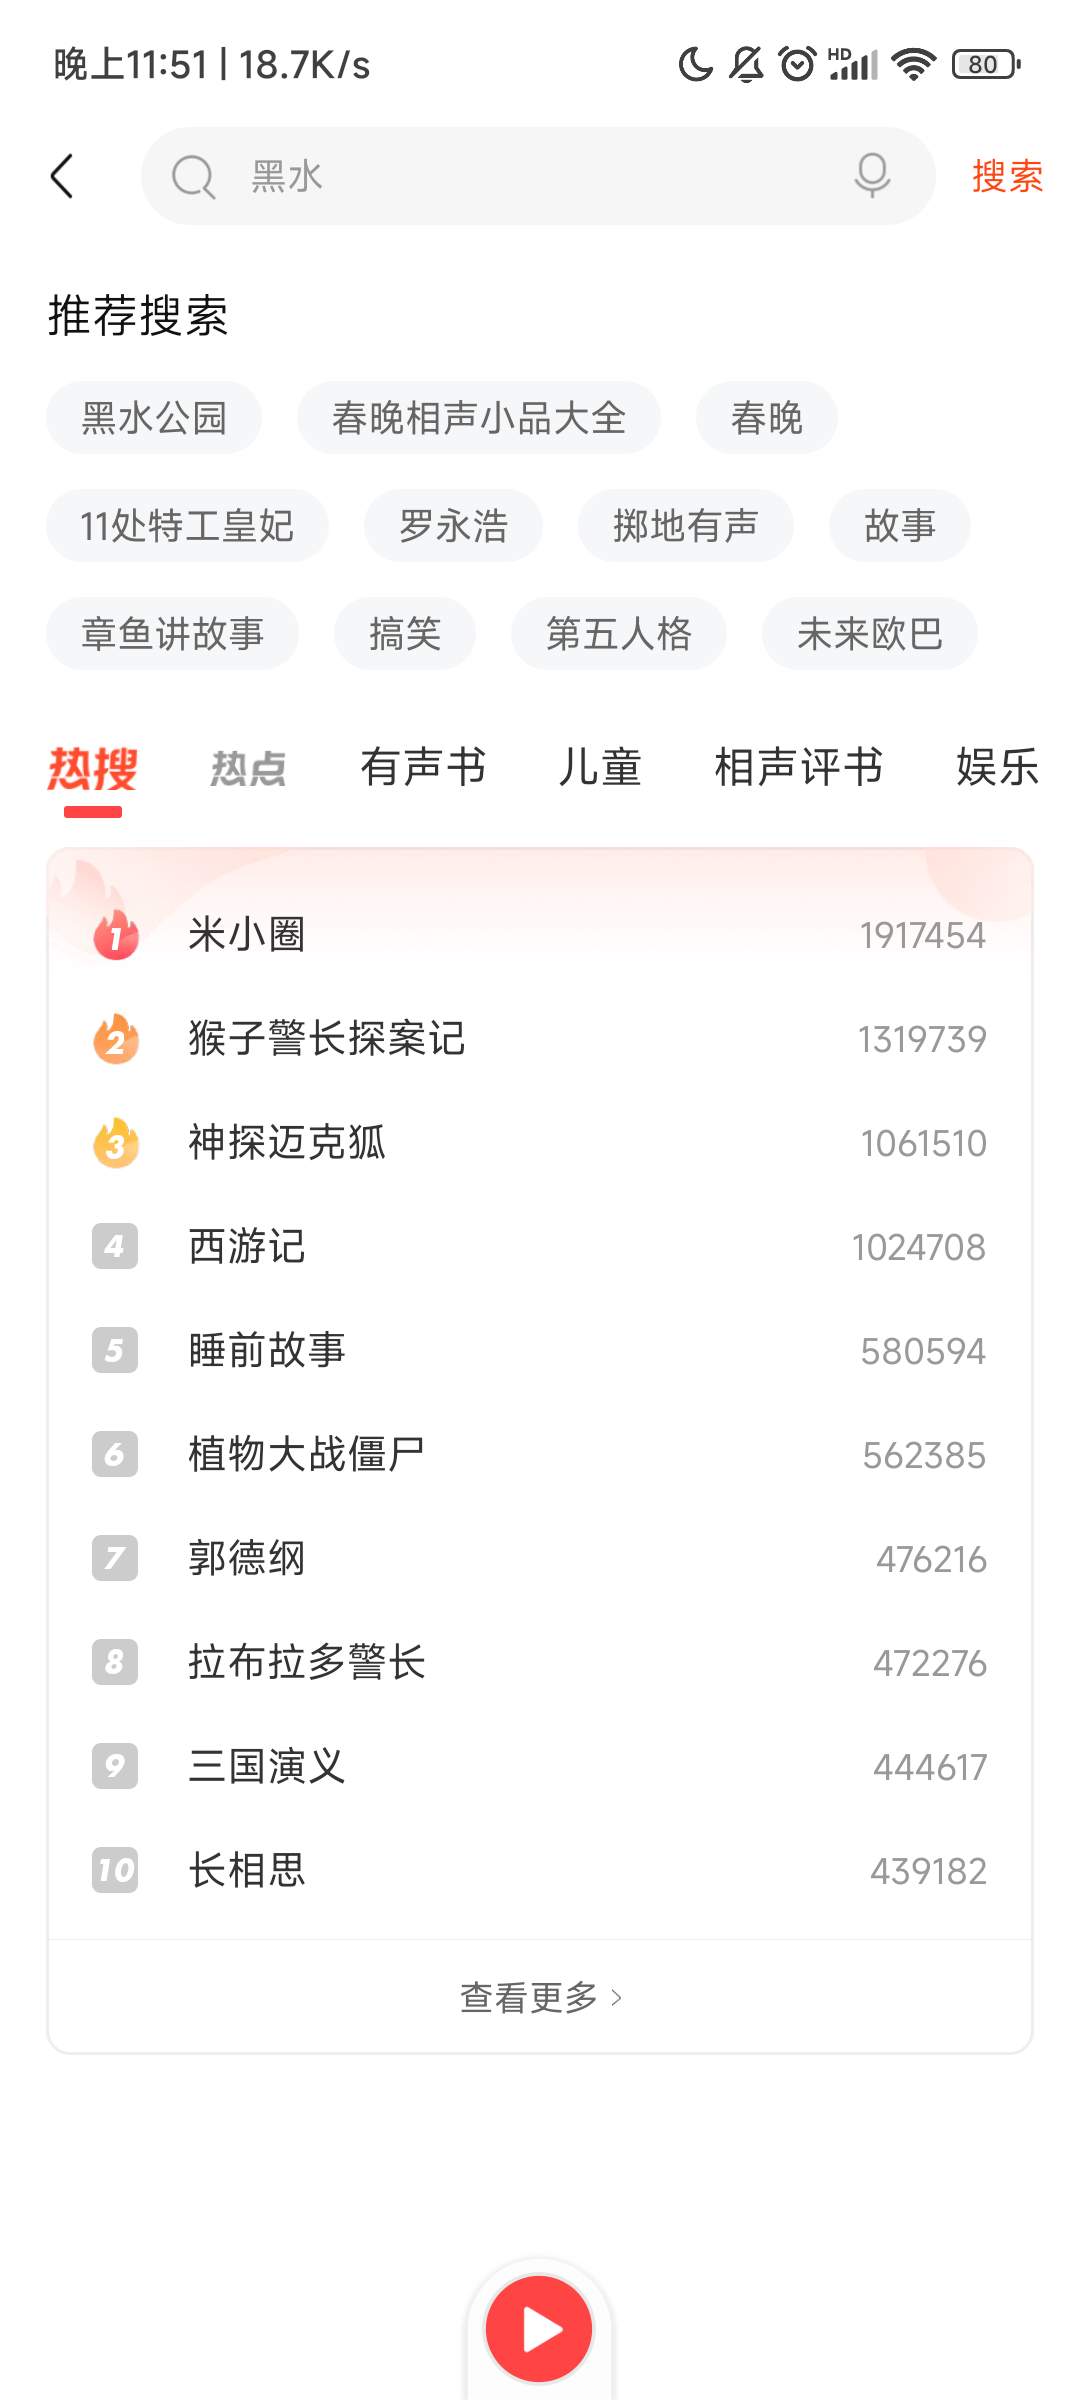 晚上11:51 | 18.7K/s HD 80
黑水 搜索
推荐搜索
黑水公园 春晚相声小品大全 春晚
11处特工皇妃 罗永浩 掷地有声 故事
章鱼讲故事 搞笑 第五人格 未来欧巴
热搜 热点 有声书 儿童 相声评书 娱乐
1 米小圈 1917454
2 猴子警长探案记 1319739
3 神探迈克狐 1061510
4 西游记 1024708
5 睡前故事 580594
6 植物大战僵尸 562385
7 郭德纲 476216
8 拉布拉多警长 472276
9 三国演义 444617
10 长相思 439182
查看更多